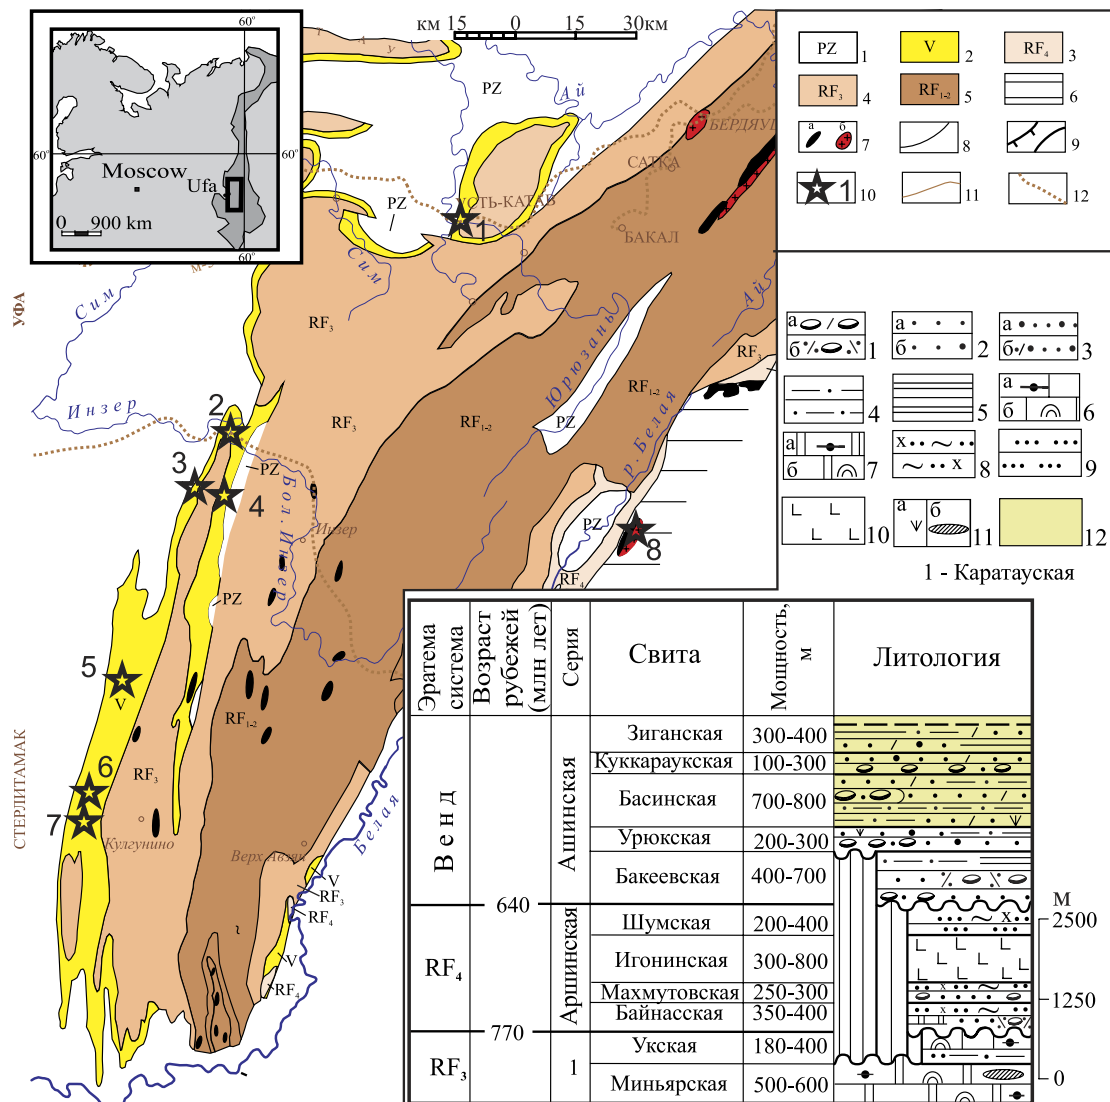 60°
60°
60°
60°
Moscow
Ufa
0 900 km
км 15 0 15 30км
PZ 1
V 2
RF₄ 3
RF₃ 4
RF₁₋₂ 5
6
а б 7
8
9
1 10
11
12
а б 1
а б 2
а б 3
4
5
а б 6
а б 7
x ~ ~ x 8
9
10
а б 11
12
1 - Каратауская
УФА
СТЕРЛИТАМАК
Т А У
PZ
Ай
БЕРДЯУШ
САТКА
PZ
УСТЬ-КАТАВ
1
БАКАЛ
Сим
Сим
Ай
RF₃
Юрюзань
RF₃
RF₁₋₂
Инзер
2
RF₃
RF₁₋₂
PZ
р. Белая
3
PZ
4
Бол. Инзер
Инзер
PZ
8
RF₄
PZ
5
V
RF₁₋₂
6
RF₃
7
Кулгунино
Верх.Авзян
Белая
V
RF₃
RF₄
V
RF₄
Эратема система
Возраст рубежей (млн лет)
Серия
Свита
Мощность, м
Литология
Венд
Ашинская
Зиганская 300-400
Куккараукская 100-300
Басинская 700-800
Урюкская 200-300
Бакеевская 400-700
640
RF₄
Аршинская
Шумская 200-400
Игонинская 300-800
Махмутовская 250-300
Байнасская 350-400
770
RF₃
1
Укская 180-400
Миньярская 500-600
М
2500
1250
0